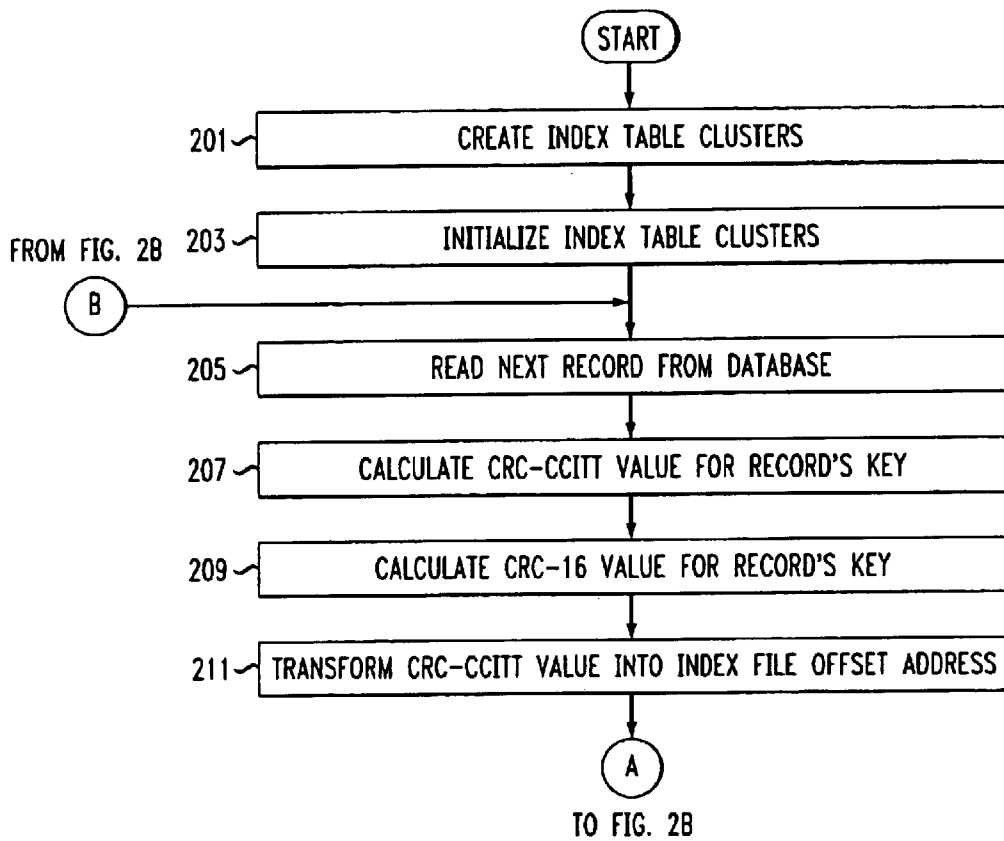 START
201 CREATE INDEX TABLE CLUSTERS
203 INITIALIZE INDEX TABLE CLUSTERS
FROM FIG. 2B
B
205 READ NEXT RECORD FROM DATABASE
207 CALCULATE CRC-CCITT VALUE FOR RECORD'S KEY
209 CALCULATE CRC-16 VALUE FOR RECORD'S KEY
211 TRANSFORM CRC-CCITT VALUE INTO INDEX FILE OFFSET ADDRESS
A
TO FIG. 2B